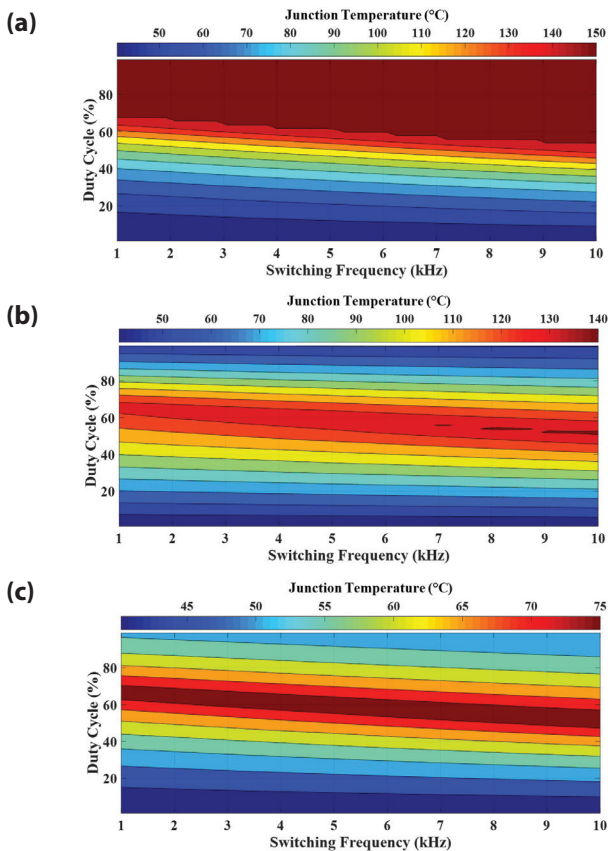 (a)
Junction Temperature (°C)
50 60 70 80 90 100 110 120 130 140 150
Duty Cycle (%)
80
60
40
20
1 2 3 4 5 6 7 8 9 10
Switching Frequency (kHz)
(b)
Junction Temperature (°C)
50 60 70 80 90 100 110 120 130 140
Duty Cycle (%)
80
60
40
20
1 2 3 4 5 6 7 8 9 10
Switching Frequency (kHz)
(c)
Junction Temperature (°C)
45 50 55 60 65 70 75
Duty Cycle (%)
80
60
40
20
1 2 3 4 5 6 7 8 9 10
Switching Frequency (kHz)